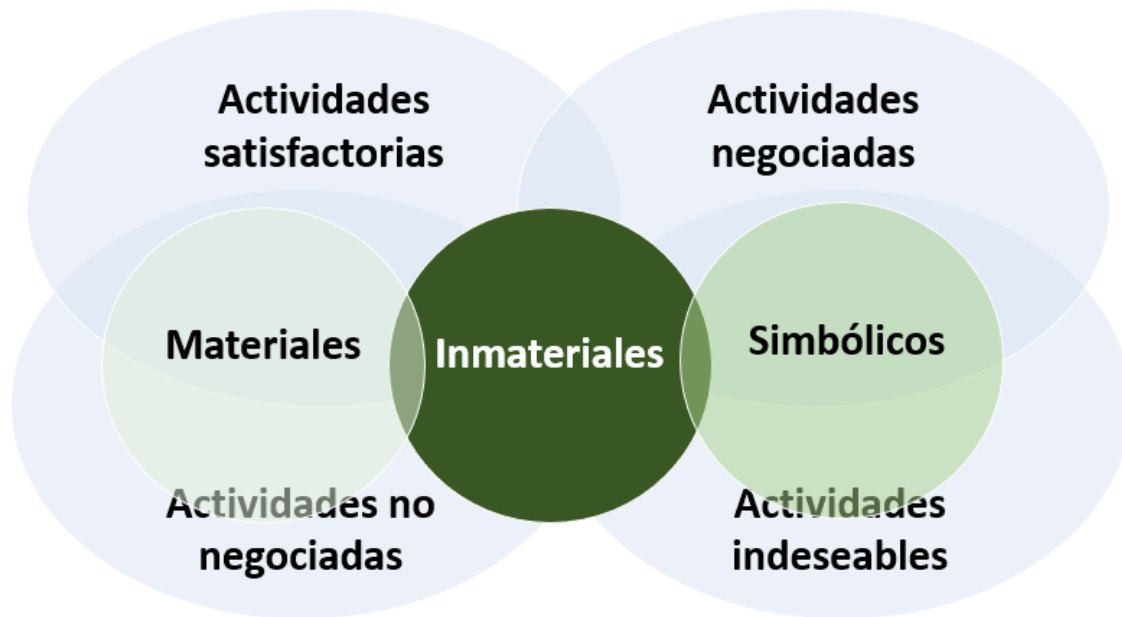 Actividades
satisfactorias
Actividades
negociadas
Materiales
Inmateriales
Simbólicos
Actividades no
negociadas
Actividades
indeseables